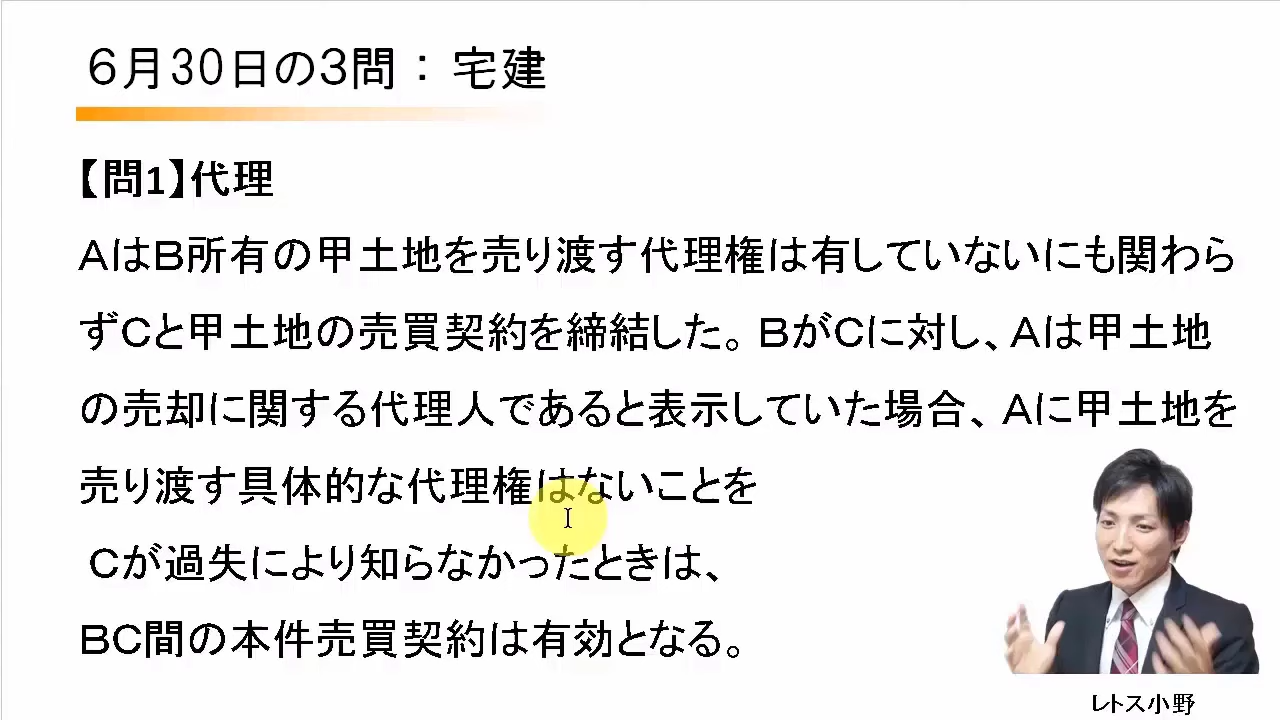 ６月30日の３問：宅建
【問1】代理
ＡはＢ所有の甲土地を売り渡す代理権は有していないにも関わら
ずＣと甲土地の売買契約を締結した。ＢがＣに対し、Ａは甲土地
の売却に関する代理人であると表示していた場合、Ａに甲土地を
売り渡す具体的な代理権はないことを
Ｃが過失により知らなかったときは、
ＢＣ間の本件売買契約は有効となる。
レトス小野